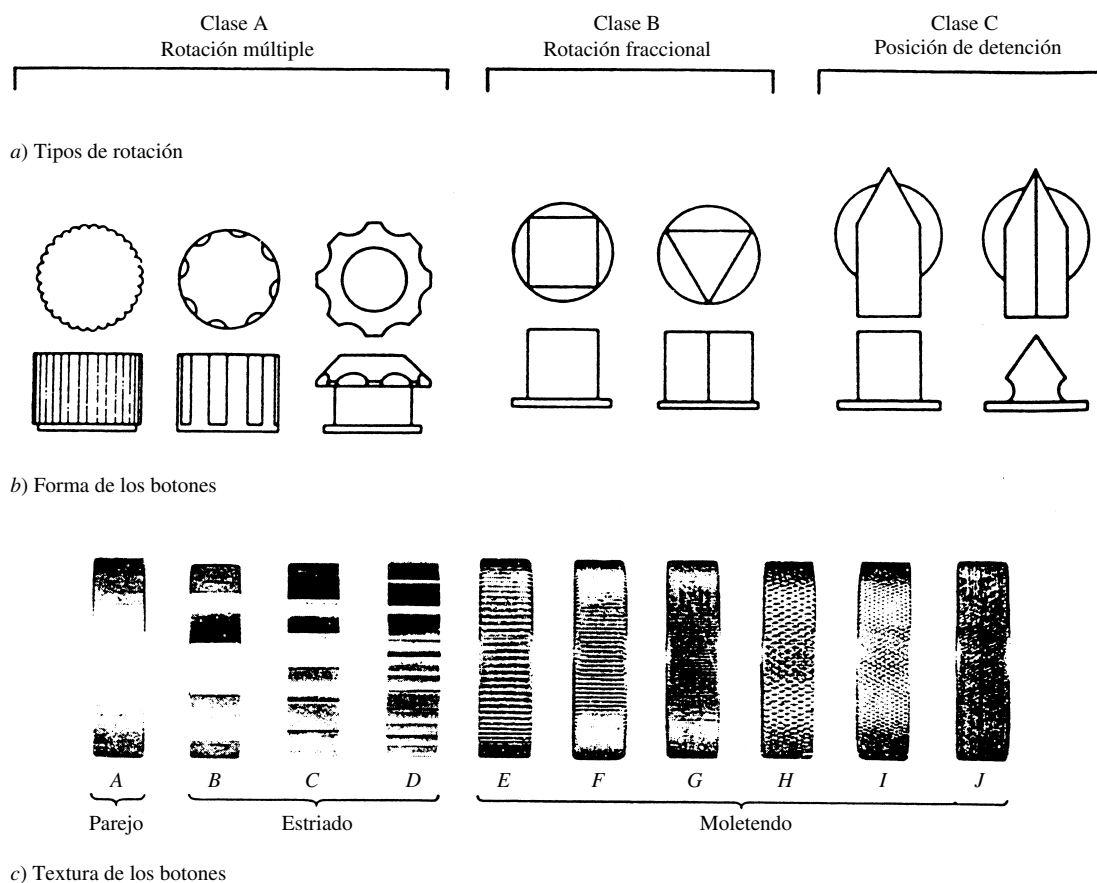 Clase A
Rotación múltiple
Clase B
Rotación fraccional
Clase C
Posición de detención
a) Tipos de rotación
b) Forma de los botones
A B C D E F G H I J
Parejo Estriado Moletendo
c) Textura de los botones